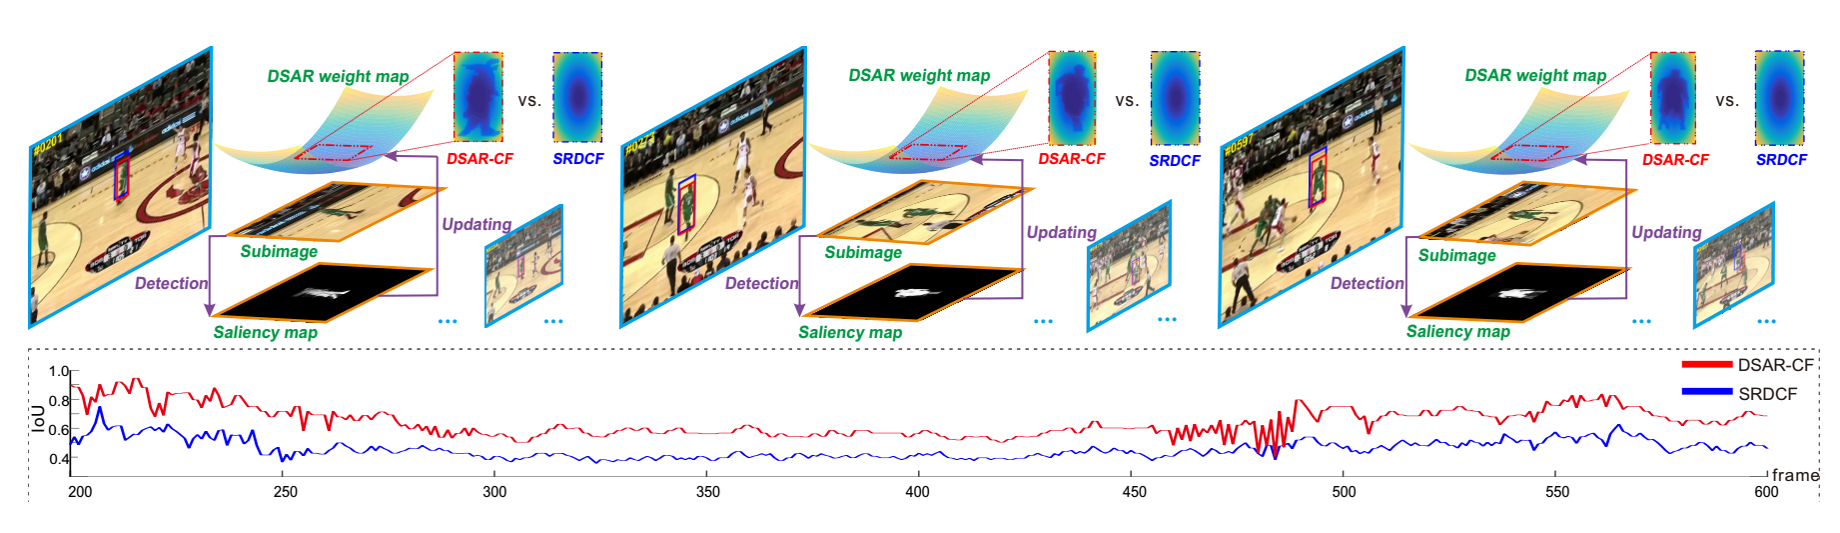 DSAR weight map
vs.
DSAR-CF
SRDCF
#0201
adidas
Subimage
Updating
Detection
Saliency map
...
...
DSAR weight map
vs.
DSAR-CF
SRDCF
adidas
Subimage
Updating
Detection
Saliency map
...
...
DSAR weight map
vs.
DSAR-CF
SRDCF
#0597
adidas
Subimage
Updating
Detection
Saliency map
...
...
DSAR-CF
SRDCF
IoU
1.0
0.8
0.6
0.4
200 250 300 350 400 450 500 550 600
frame